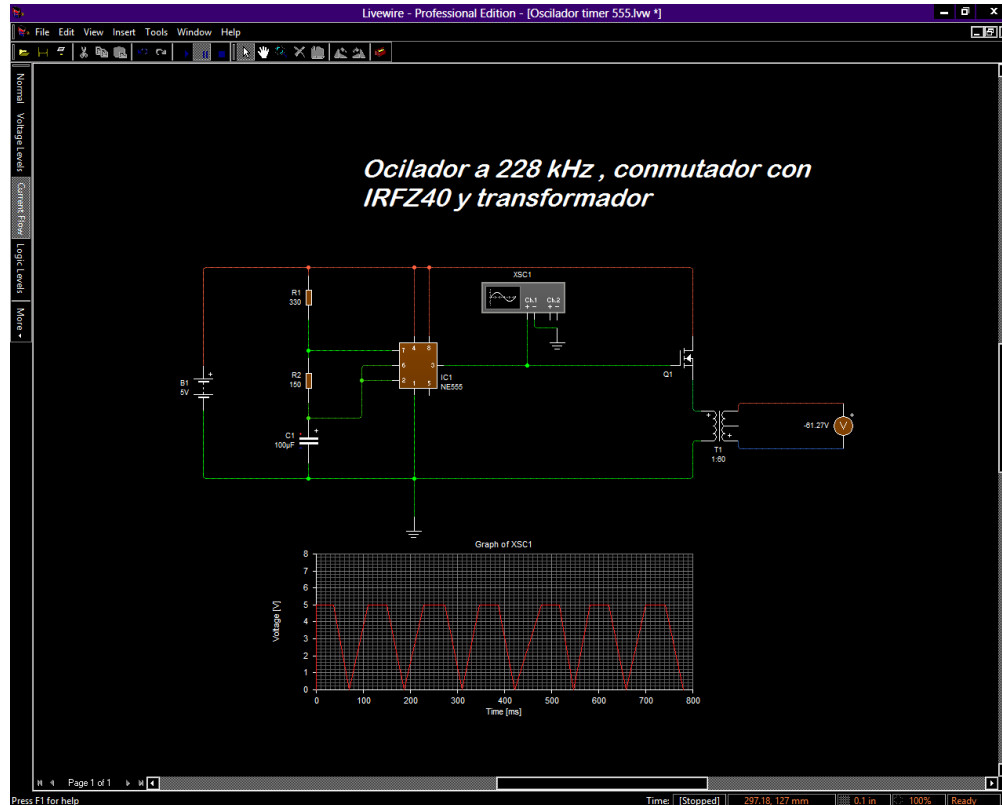 Livewire - Professional Edition - [Oscilador timer 555.lvw *]
File Edit View Insert Tools Window Help
Normal
Voltage Levels
Current Flow
Logic Levels
More
Ocilador a 228 kHz , conmutador con
IRFZ40 y transformador
XSC1
Ch.1 Ch.2
+ - + -
R1
330
R2
150
B1
5V
C1
100µF
+
4 8
7
6
2
3
1 5
IC1
NE555
Q1
T1
1:60
-61.27V
V
Graph of XSC1
Voltage [V]
8
7
6
5
4
3
2
1
0
0 100 200 300 400 500 600 700 800
Time [ms]
Page 1 of 1
Press F1 for help
Time: [Stopped] 297.18, 127 mm 0.1 in 100% Ready